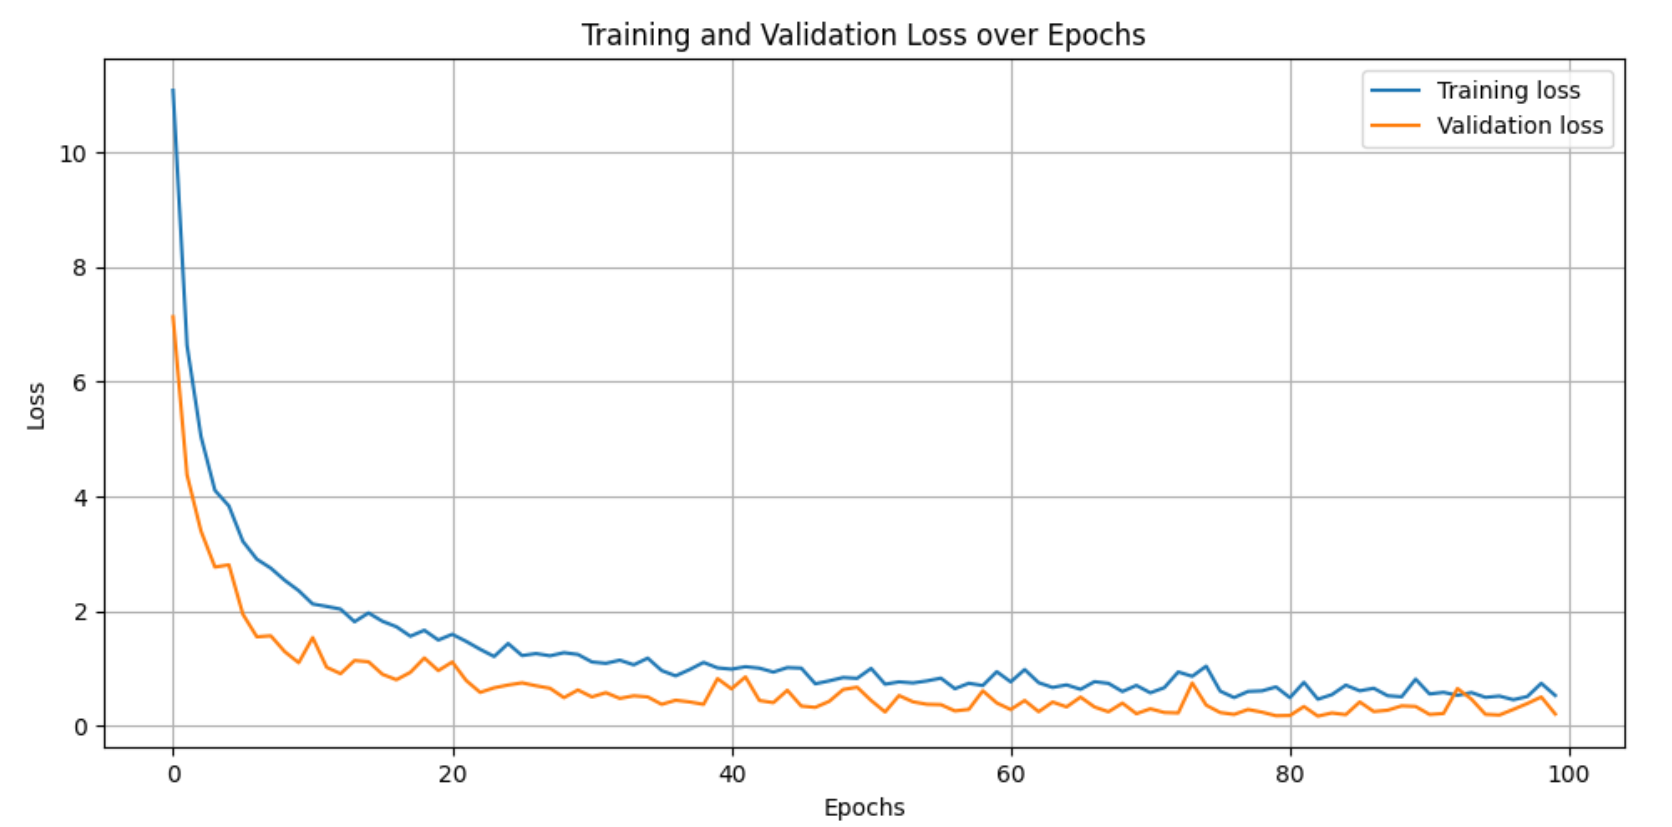 Training and Validation Loss over Epochs
Training loss
Validation loss
10
8
6
4
2
0
Loss
0 20 40 60 80 100
Epochs